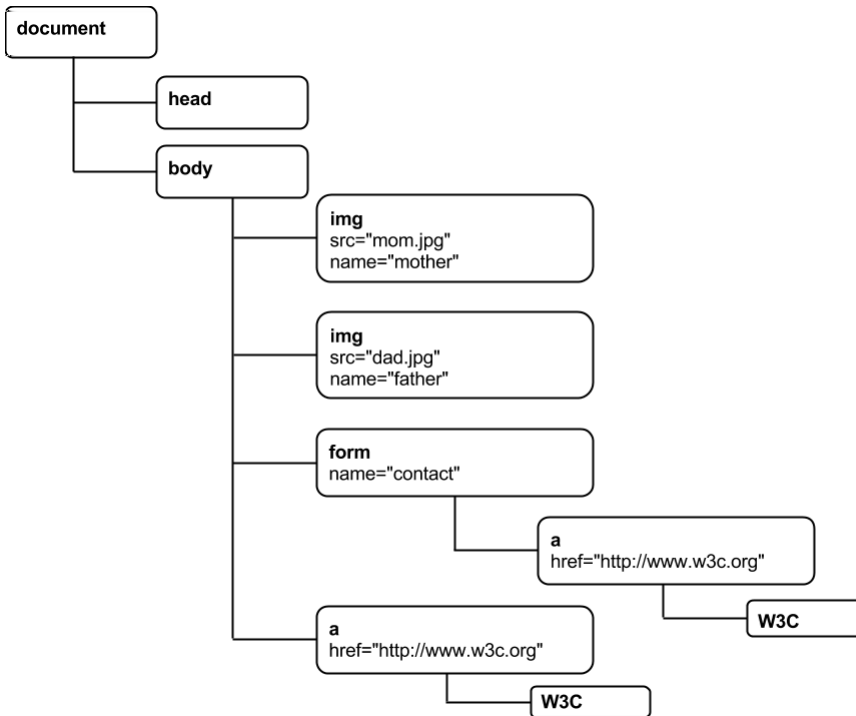 document
head
body
img
src="mom.jpg"
name="mother"
img
src="dad.jpg"
name="father"
form
name="contact"
a
href="http://www.w3c.org"
W3C
a
href="http://www.w3c.org"
W3C